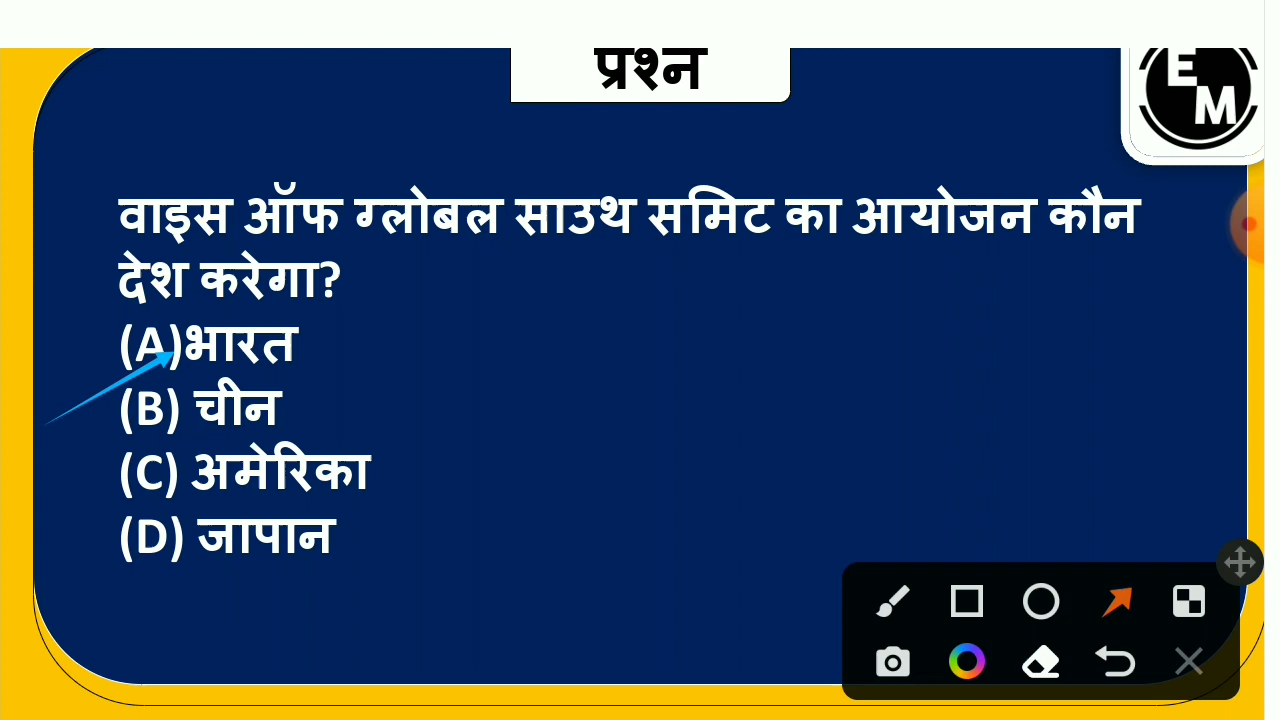 प्रश्न
EM
वाइस ऑफ ग्लोबल साउथ समिट का आयोजन कौन
देश करेगा?
(A)भारत
(B) चीन
(C) अमेरिका
(D) जापान